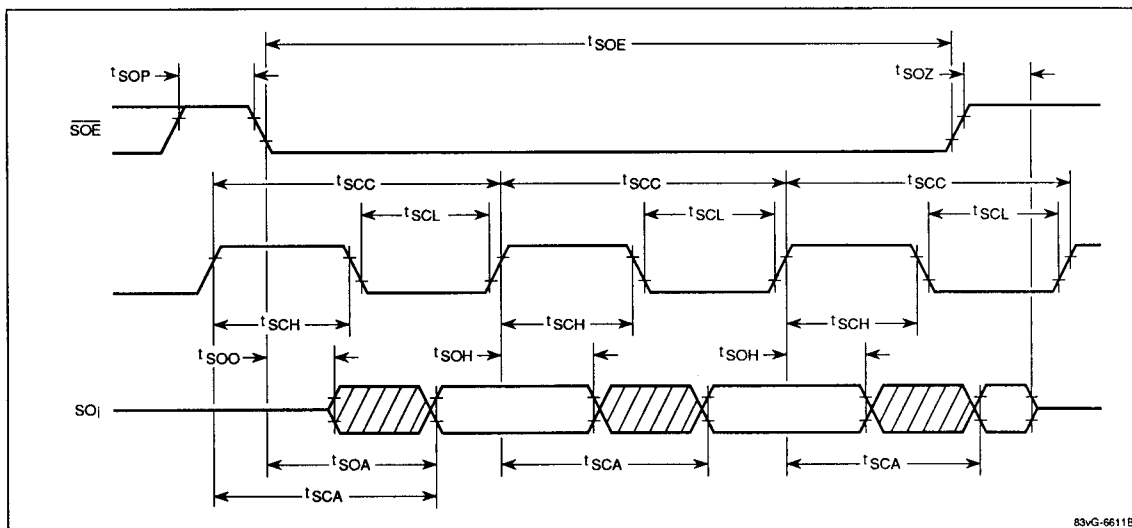 tSOE
tSOP
tSOZ
SOE
tSCC tSCC tSCC
tSCL tSCL tSCL
tSCH tSCH tSCH
tSOO tSOH tSOH
SOI
tSOA tSCA tSCA
tSCA
83vG-6611B